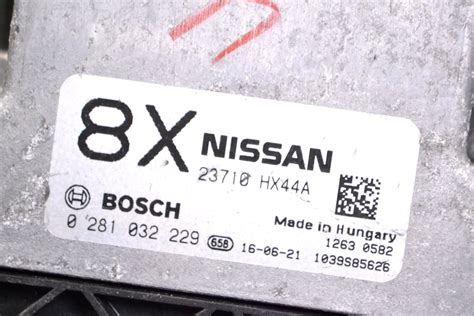 8X NISSAN
23710 HX44A
BOSCH
Made in Hungary
0 281 032 229 658 16-06-21
1263 0582
1039S85626